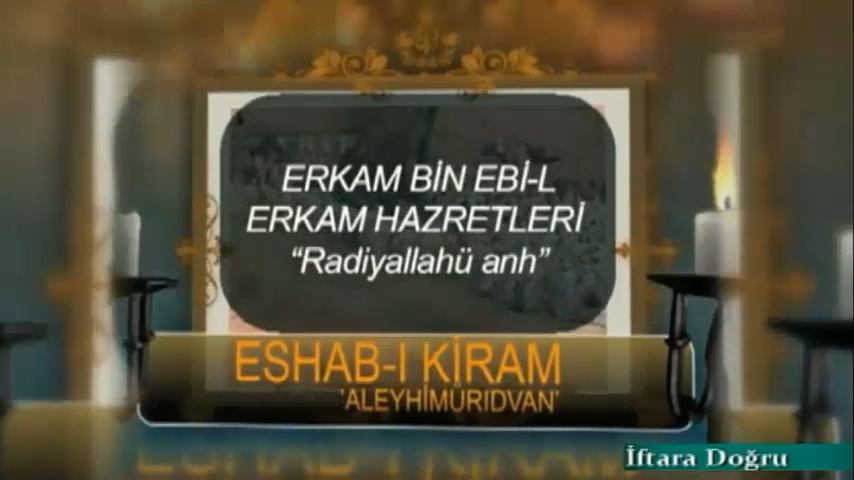 ERKAM BİN EBİ-L
ERKAM HAZRETLERİ
“Radiyallahü anh”
ESHAB-I KİRAM
'ALEYHİMÜRIDVAN'
İftara Doğru